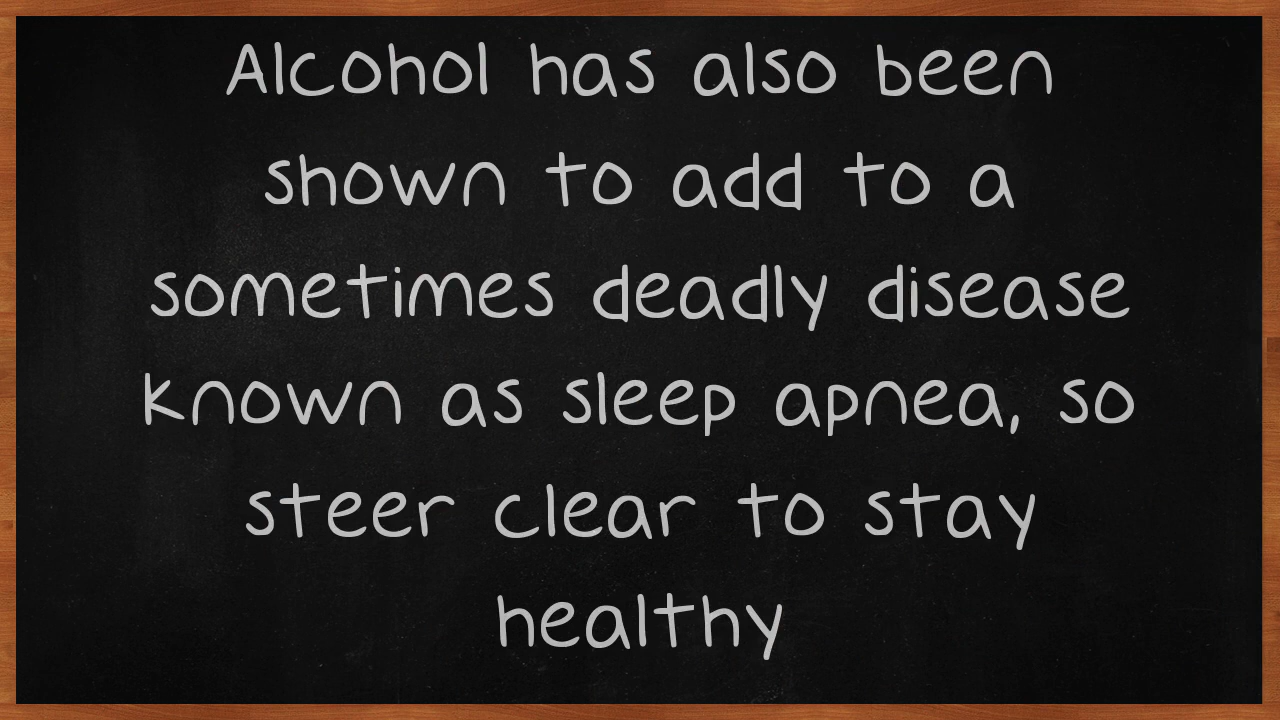 Alcohol has also been
shown to add to a
sometimes deadly disease
known as sleep apnea, so
steer clear to stay
healthy